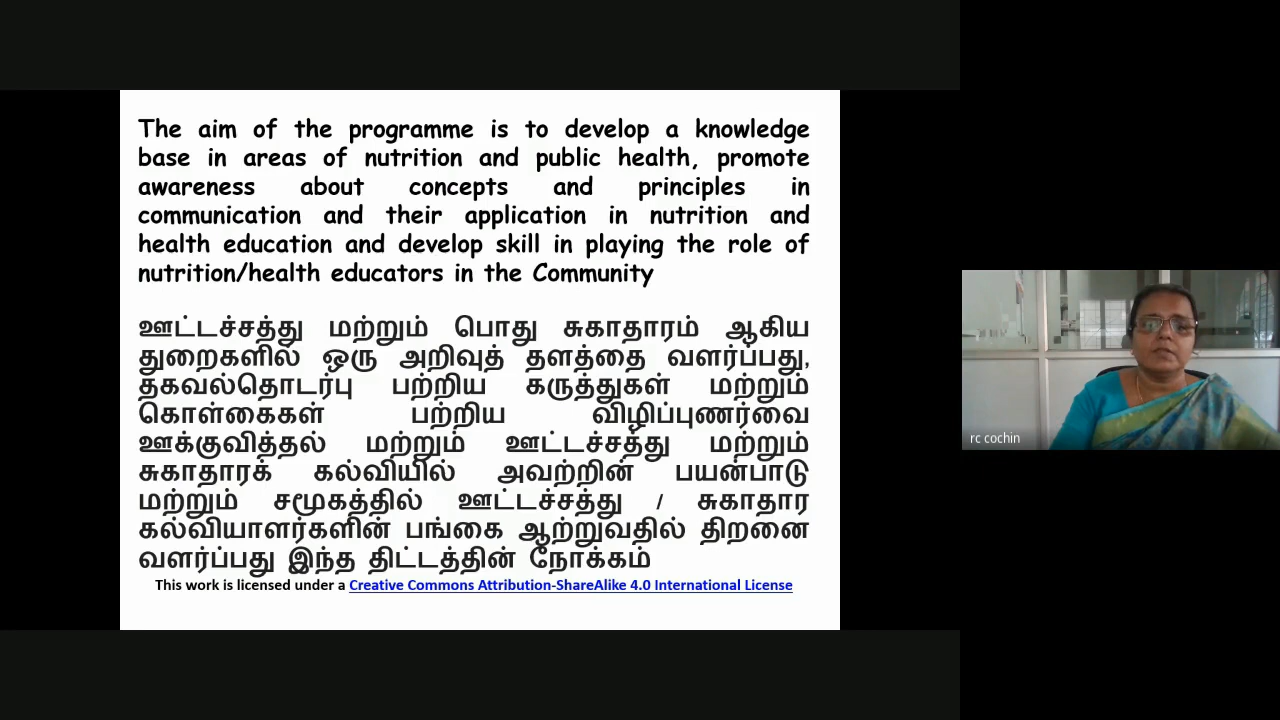 The aim of the programme is to develop a knowledge
base in areas of nutrition and public health, promote
awareness about concepts and principles in
communication and their application in nutrition and
health education and develop skill in playing the role of
nutrition/health educators in the Community
ஊட்டச்சத்து மற்றும் பொது சுகாதாரம் ஆகிய
துறைகளில் ஒரு அறிவுத் தளத்தை வளர்ப்பது,
தகவல்தொடர்பு பற்றிய கருத்துகள் மற்றும்
கொள்கைகள் பற்றிய விழிப்புணர்வை
ஊக்குவித்தல் மற்றும் ஊட்டச்சத்து மற்றும்
சுகாதாரக் கல்வியில் அவற்றின் பயன்பாடு
மற்றும் சமூகத்தில் ஊட்டச்சத்து / சுகாதார
கல்வியாளர்களின் பங்கை ஆற்றுவதில் திறனை
வளர்ப்பது இந்த திட்டத்தின் நோக்கம்
This work is licensed under a Creative Commons Attribution-ShareAlike 4.0 International License
rc cochin